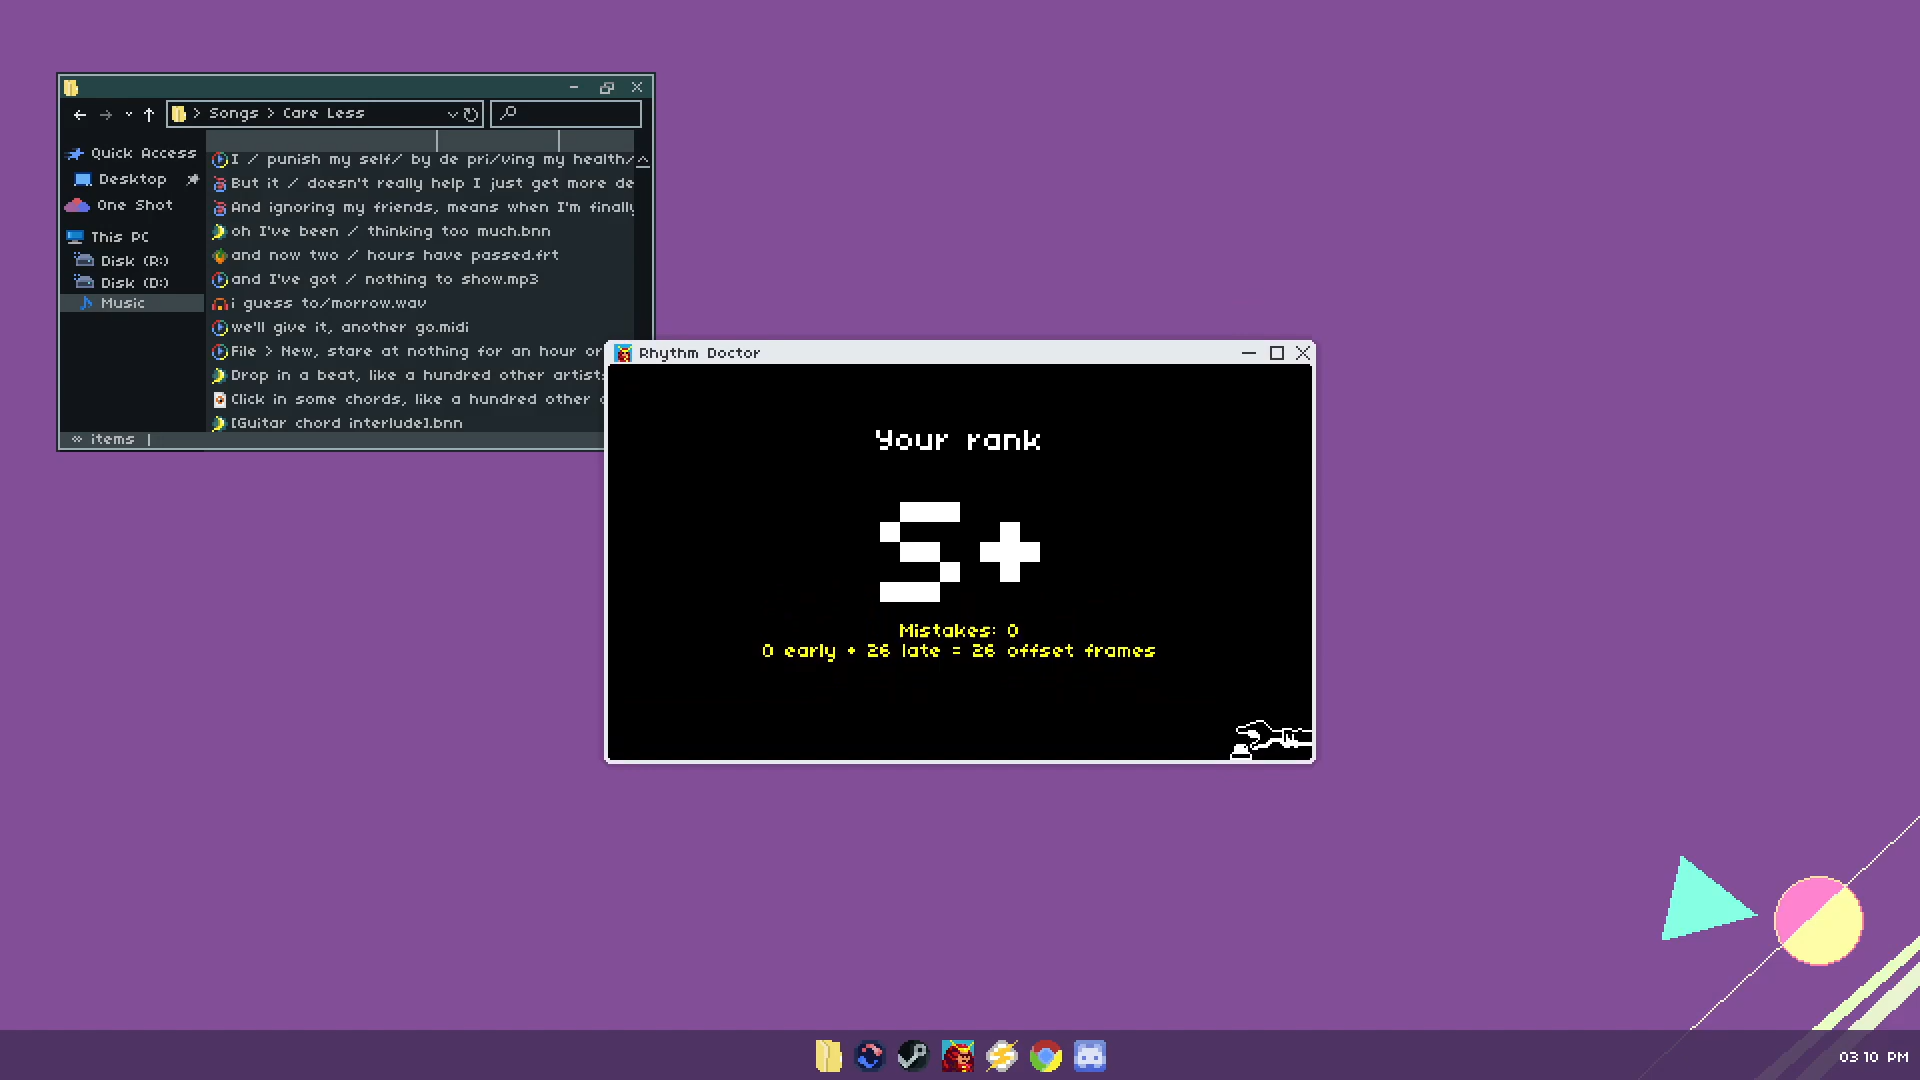 Songs > Care Less
Quick Access
Desktop
One Shot
This PC
Disk (R:)
Disk (D:)
Music
I / punish my self/ by de pri/ving my health/
But it / doesn't really help I just get more de
And ignoring my friends, means when I'm finally
oh I've been / thinking too much.bnn
and now two / hours have passed.frt
and I've got / nothing to show.mp3
i guess to/morrow.wav
we'll give it, another go.midi
File > New, stare at nothing for an hour or
Drop in a beat, like a hundred other artists
Click in some chords, like a hundred other
[Guitar chord interlude].bnn
∞ items |
Rhythm Doctor
Your rank
S+
Mistakes: 0
0 early + 26 late = 26 offset frames
03 10 PM